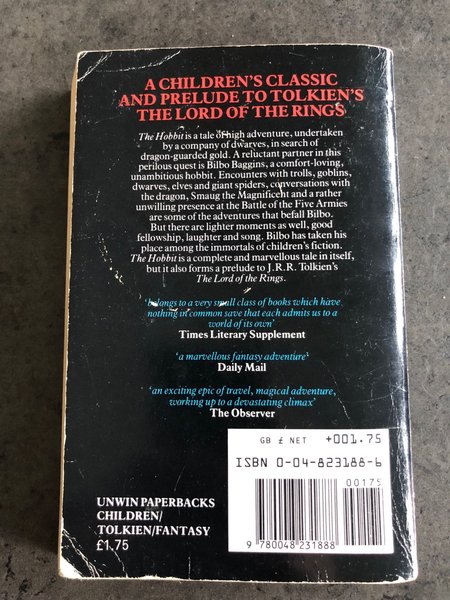 A CHILDREN'S CLASSIC
AND PRELUDE TO TOLKIEN'S
THE LORD OF THE RINGS
The Hobbit is a tale of high adventure, undertaken
by a company of dwarves, in search of
dragon-guarded gold. A reluctant partner in this
perilous quest is Bilbo Baggins, a comfort-loving,
unambitious hobbit. Encounters with trolls, goblins,
dwarves, elves and giant spiders, conversations with
the dragon, Smaug the Magnificent and a rather
unwilling presence at the Battle of the Five Armies
are some of the adventures that befall Bilbo.
But there are lighter moments as well, good
fellowship, laughter and song. Bilbo has taken his
place among the immortals of children's fiction.
The Hobbit is a complete and marvellous tale in itself,
but it also forms a prelude to J.R.R. Tolkien's
The Lord of the Rings.
'belongs to a very small class of books which have
nothing in common save that each admits us to a
world of its own'
Times Literary Supplement
'a marvellous fantasy adventure'
Daily Mail
'an exciting epic of travel, magical adventure,
working up to a devastating climax'
The Observer
GB £ NET +001.75
ISBN 0-04-823188-6
00175
9 780048 231888
UNWIN PAPERBACKS
CHILDREN/
TOLKIEN/FANTASY
£1.75